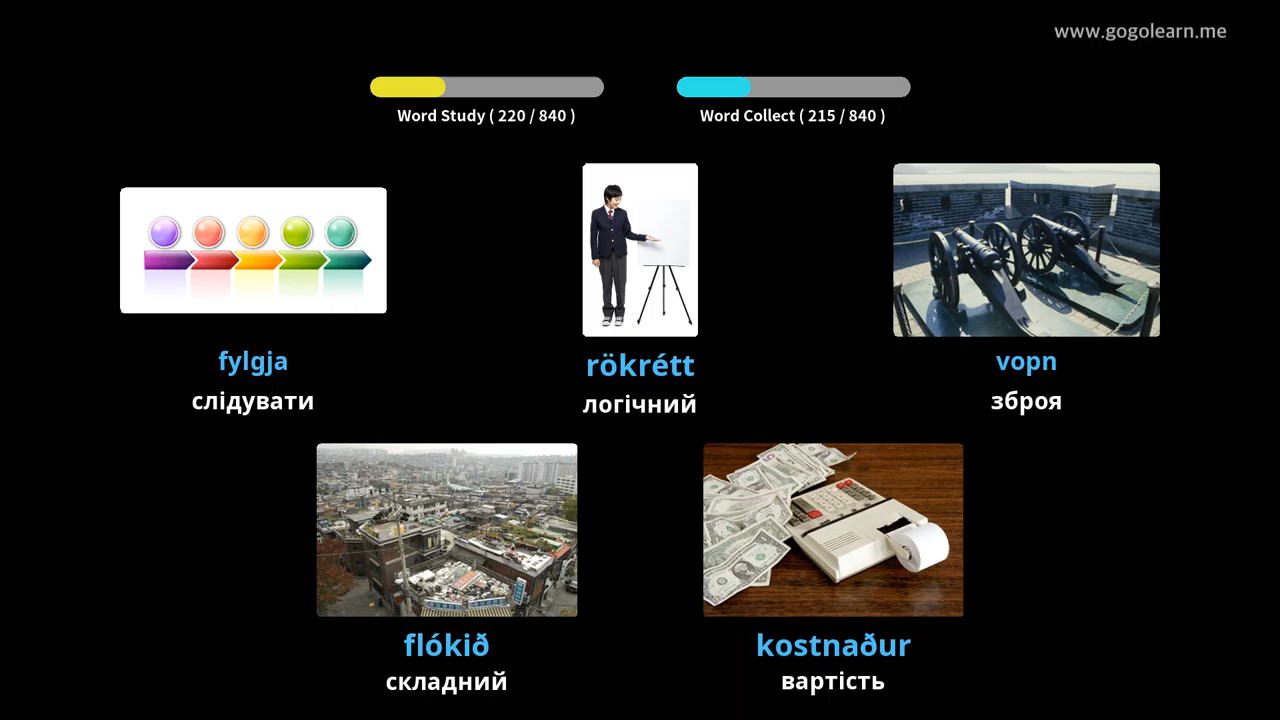 www.gogolearn.me
Word Study ( 220 / 840 )
Word Collect ( 215 / 840 )
fylgja
слідувати
rökrétt
логічний
vopn
зброя
flókið
складний
kostnaður
вартість